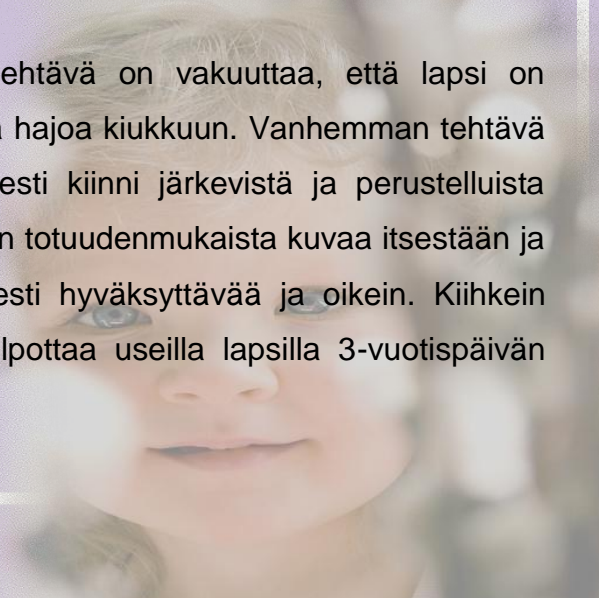 ehtävä on vakuuttaa, että lapsi on
hajoa kiukkuun. Vanhemman tehtävä
esti kiinni järkevistä ja perustelluista
n totuudenmukaista kuvaa itsestään ja
esti hyväksyttävää ja oikein. Kiihkein
lpottaa useilla lapsilla 3-vuotispäivän